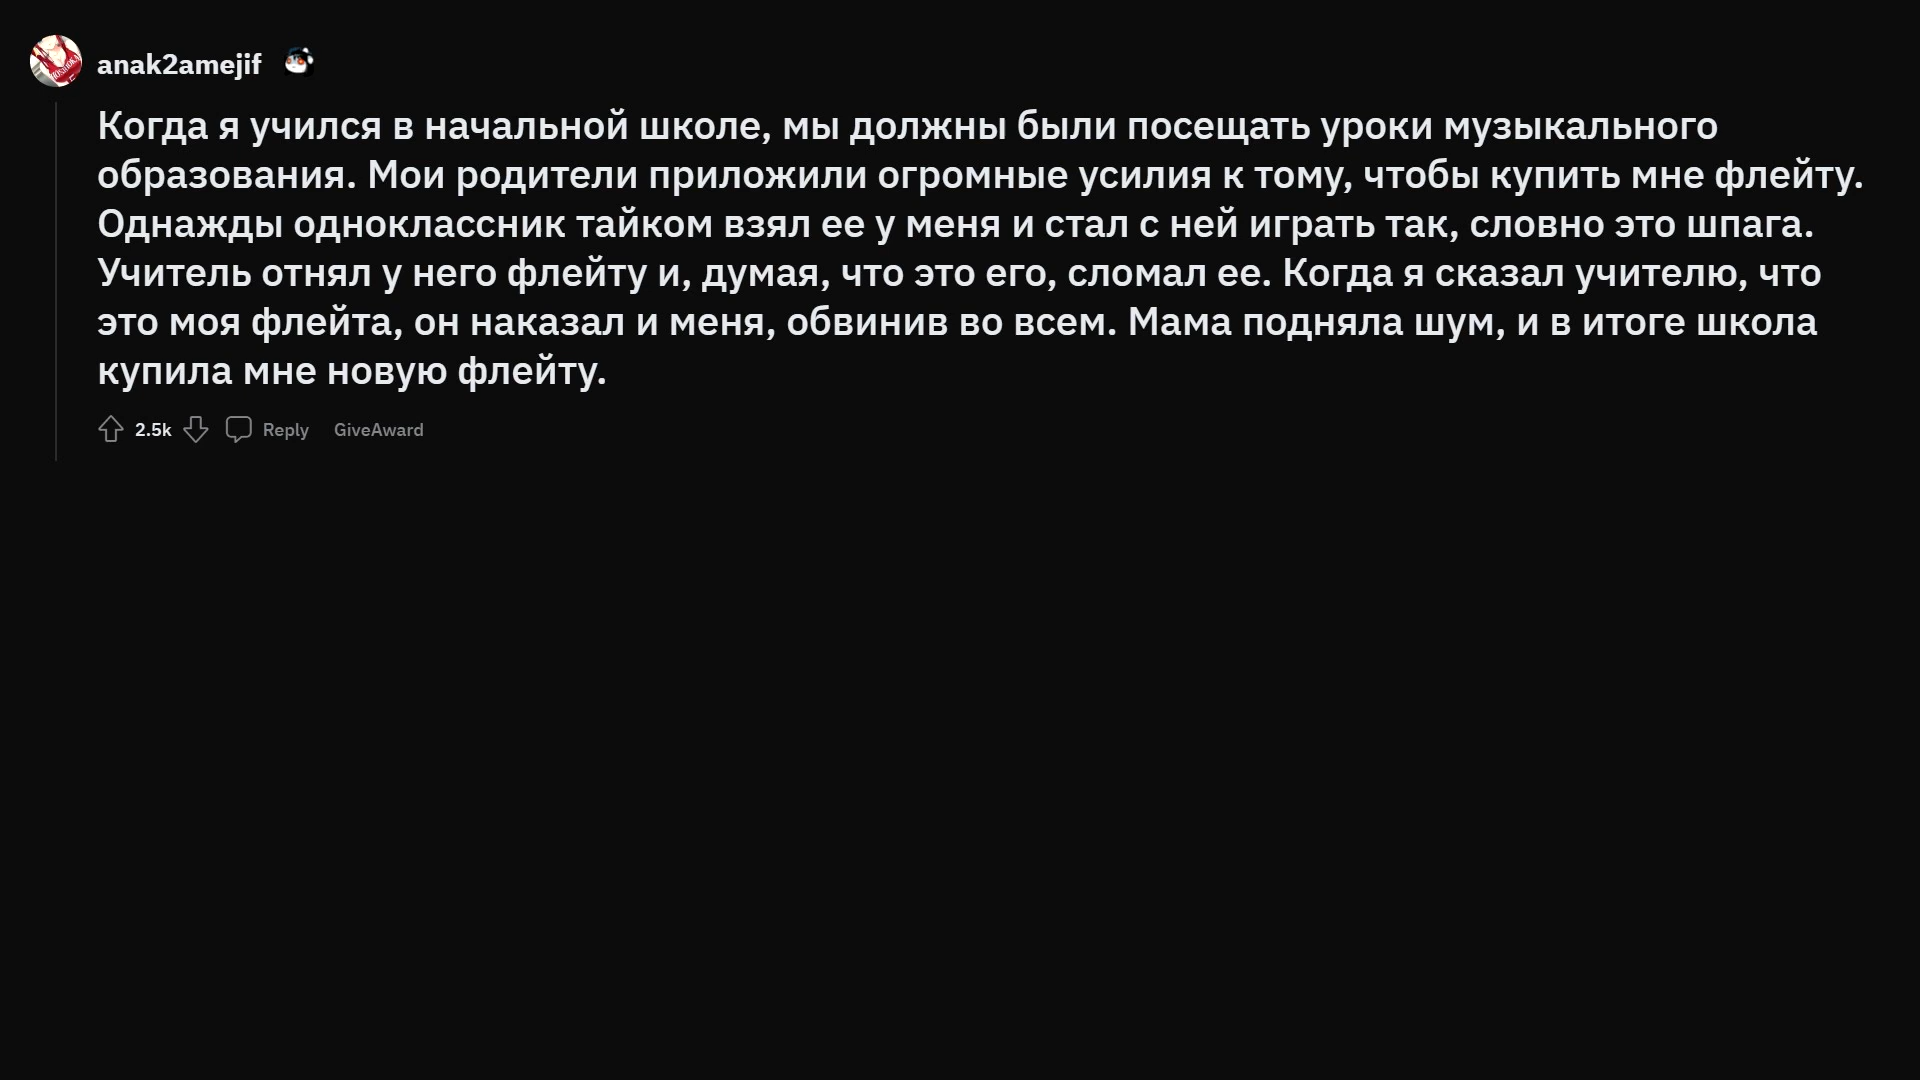 anak2amejif
Когда я учился в начальной школе, мы должны были посещать уроки музыкального
образования. Мои родители приложили огромные усилия к тому, чтобы купить мне флейту.
Однажды одноклассник тайком взял ее у меня и стал с ней играть так, словно это шпага.
Учитель отнял у него флейту и, думая, что это его, сломал ее. Когда я сказал учителю, что
это моя флейта, он наказал и меня, обвинив во всем. Мама подняла шум, и в итоге школа
купила мне новую флейту.
2.5k Reply GiveAward